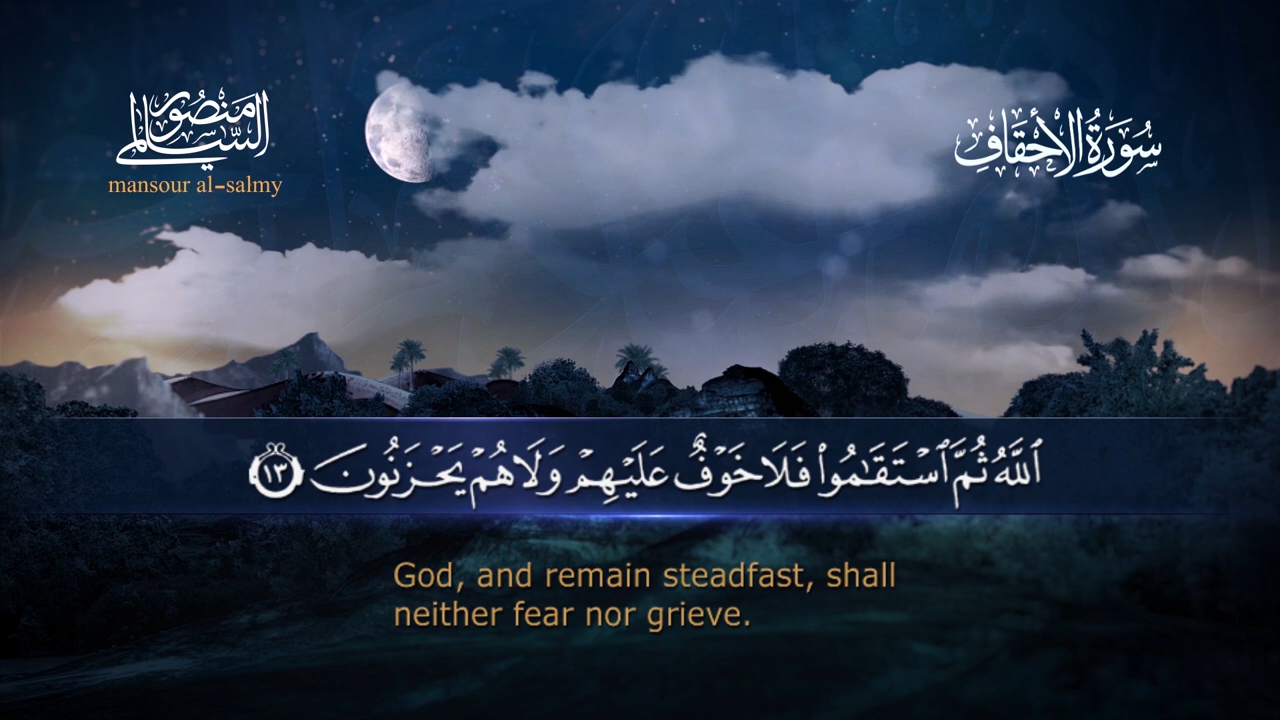 منصور
السالمي
mansour al-salmy
سُورَةُ الأَحْقَافِ
ٱللَّهُ ثُمَّ ٱسْتَقَٰمُوا۟ فَلَا خَوْفٌ عَلَيْهِمْ وَلَا هُمْ يَحْزَنُونَ ١٣
God, and remain steadfast, shall
neither fear nor grieve.